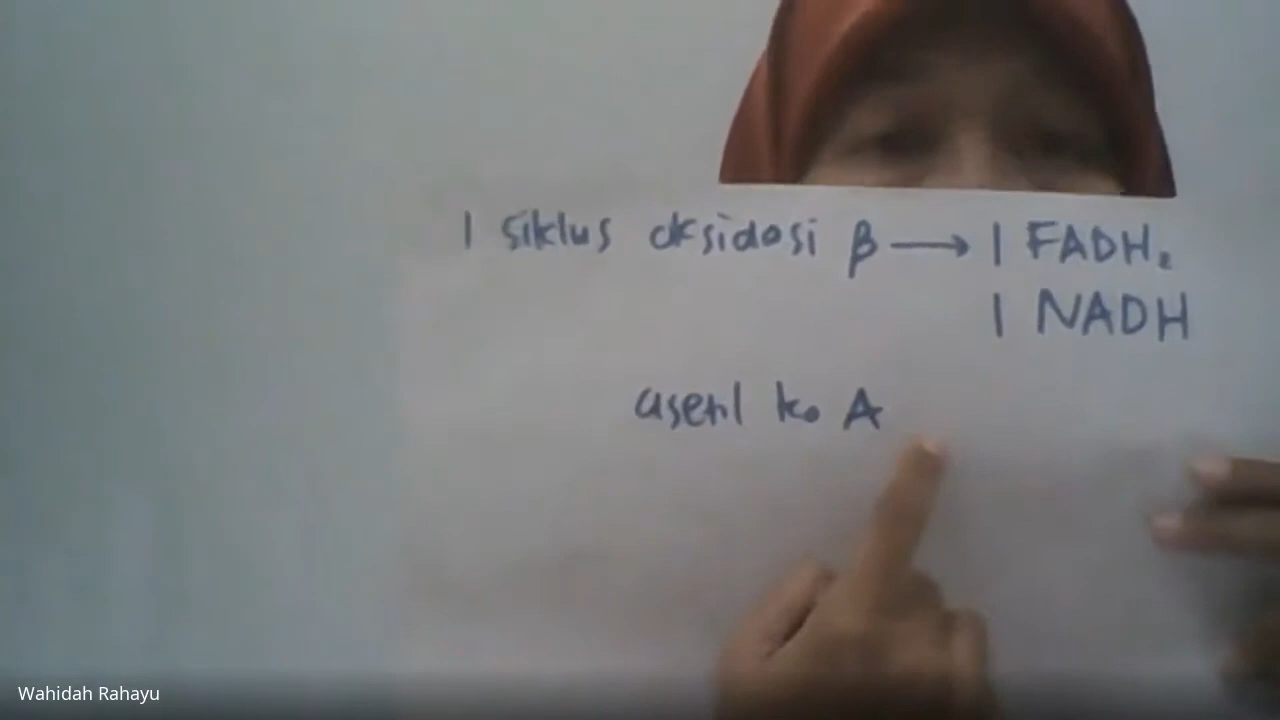 1 siklus oksidasi β → 1 FADH₂
1 NADH
asetil ko A
Wahidah Rahayu